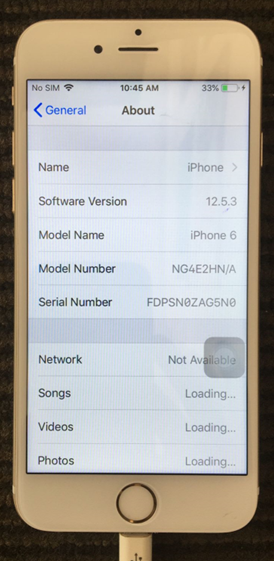 No SIM 10:45 AM 33%
General About
Name iPhone
Software Version 12.5.3
Model Name iPhone 6
Model Number NG4E2HN/A
Serial Number FDPSN0ZAG5N0
Network Not Available
Songs Loading...
Videos Loading...
Photos Loading...